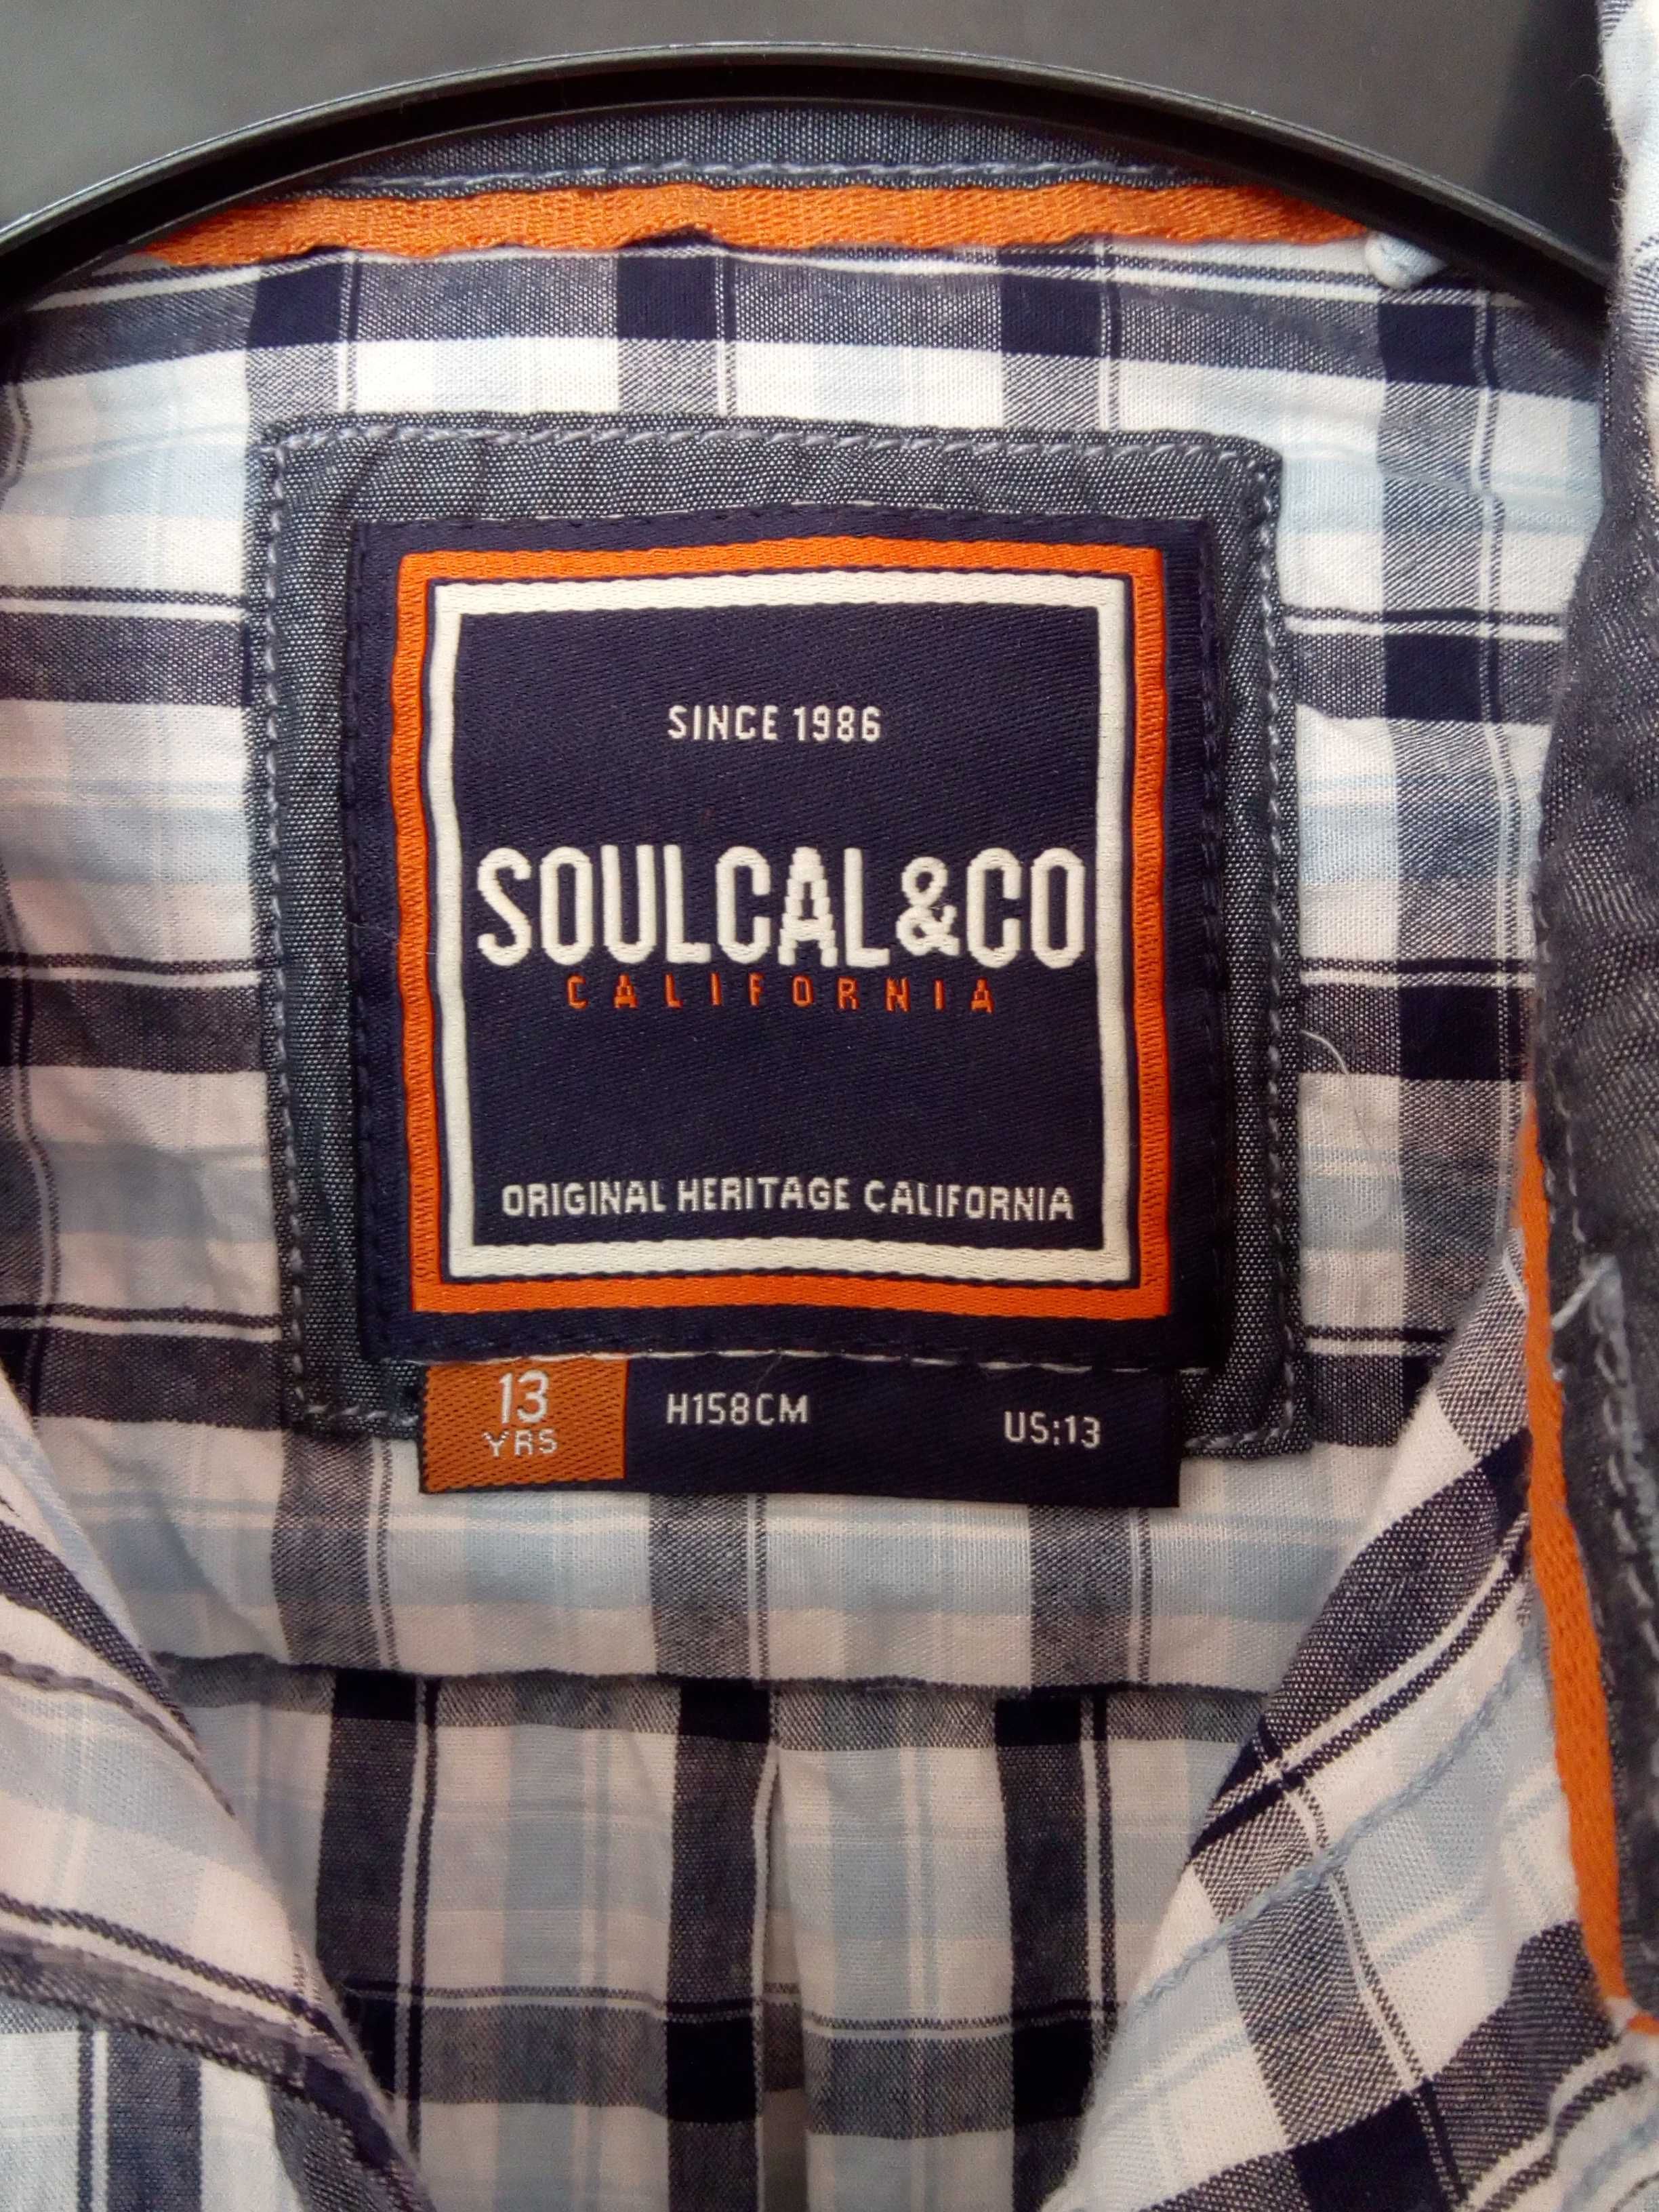 SINCE 1986
SOULCAL&CO
CALIFORNIA
ORIGINAL HERITAGE CALIFORNIA
13 YRS H158CM US:13